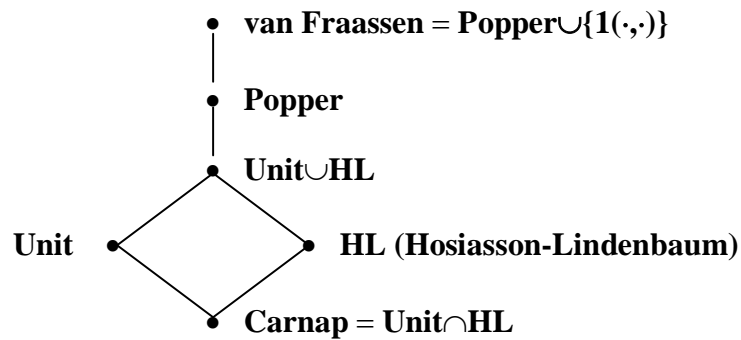 van Fraassen = Popper∪{1(·,·)}
Popper
Unit∪HL
Unit
HL (Hosiasson-Lindenbaum)
Carnap = Unit∩HL